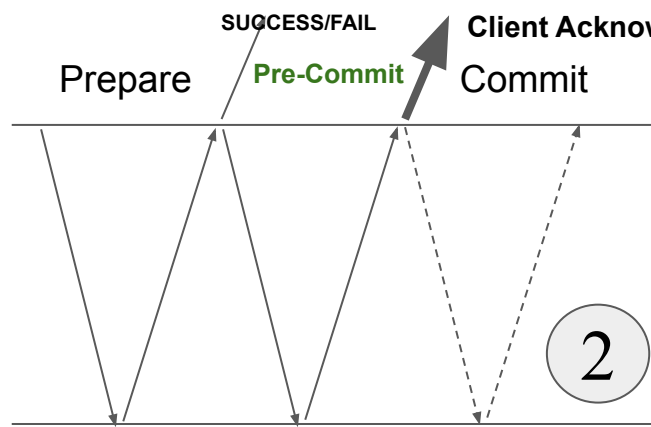 SUCCESS/FAIL
Client Acknow
Prepare
Pre-Commit
Commit
2